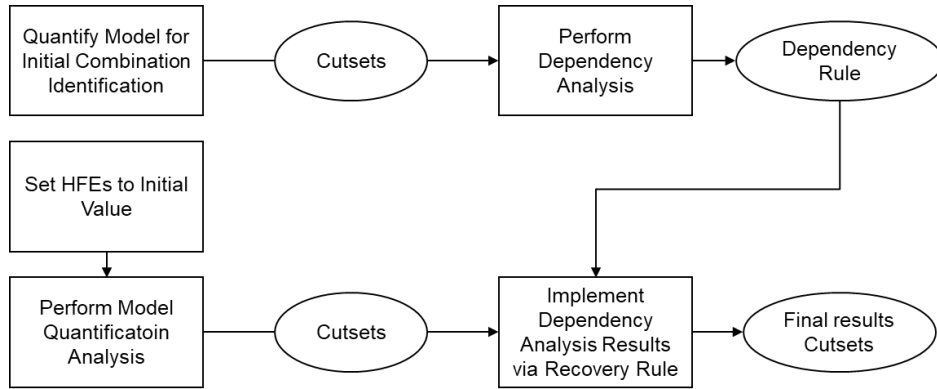 Quantify Model for
Initial Combination
Identification
Cutsets
Perform
Dependency
Analysis
Dependency
Rule
Set HFEs to Initial
Value
Perform Model
Quantificatoin
Analysis
Cutsets
Implement
Dependency
Analysis Results
via Recovery Rule
Final results
Cutsets